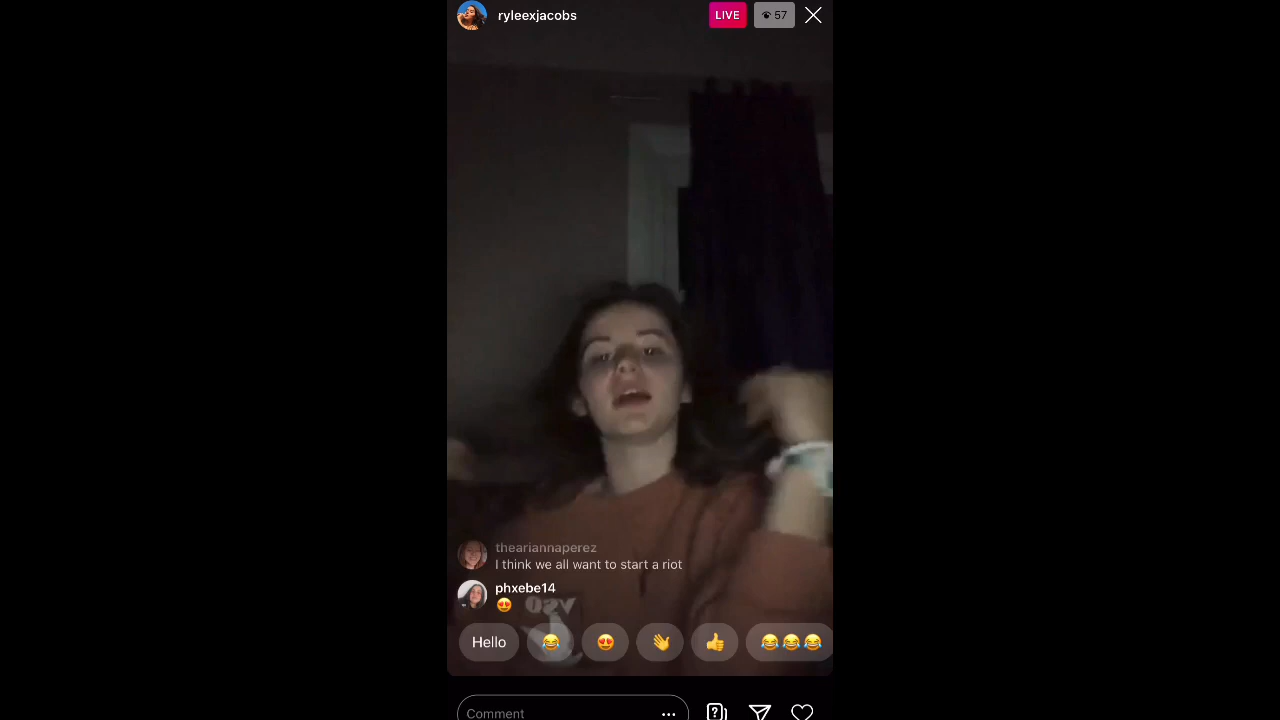 ryleexjacobs
LIVE
57
theariannaperez
I think we all want to start a riot
phxebe14
Hello
Comment